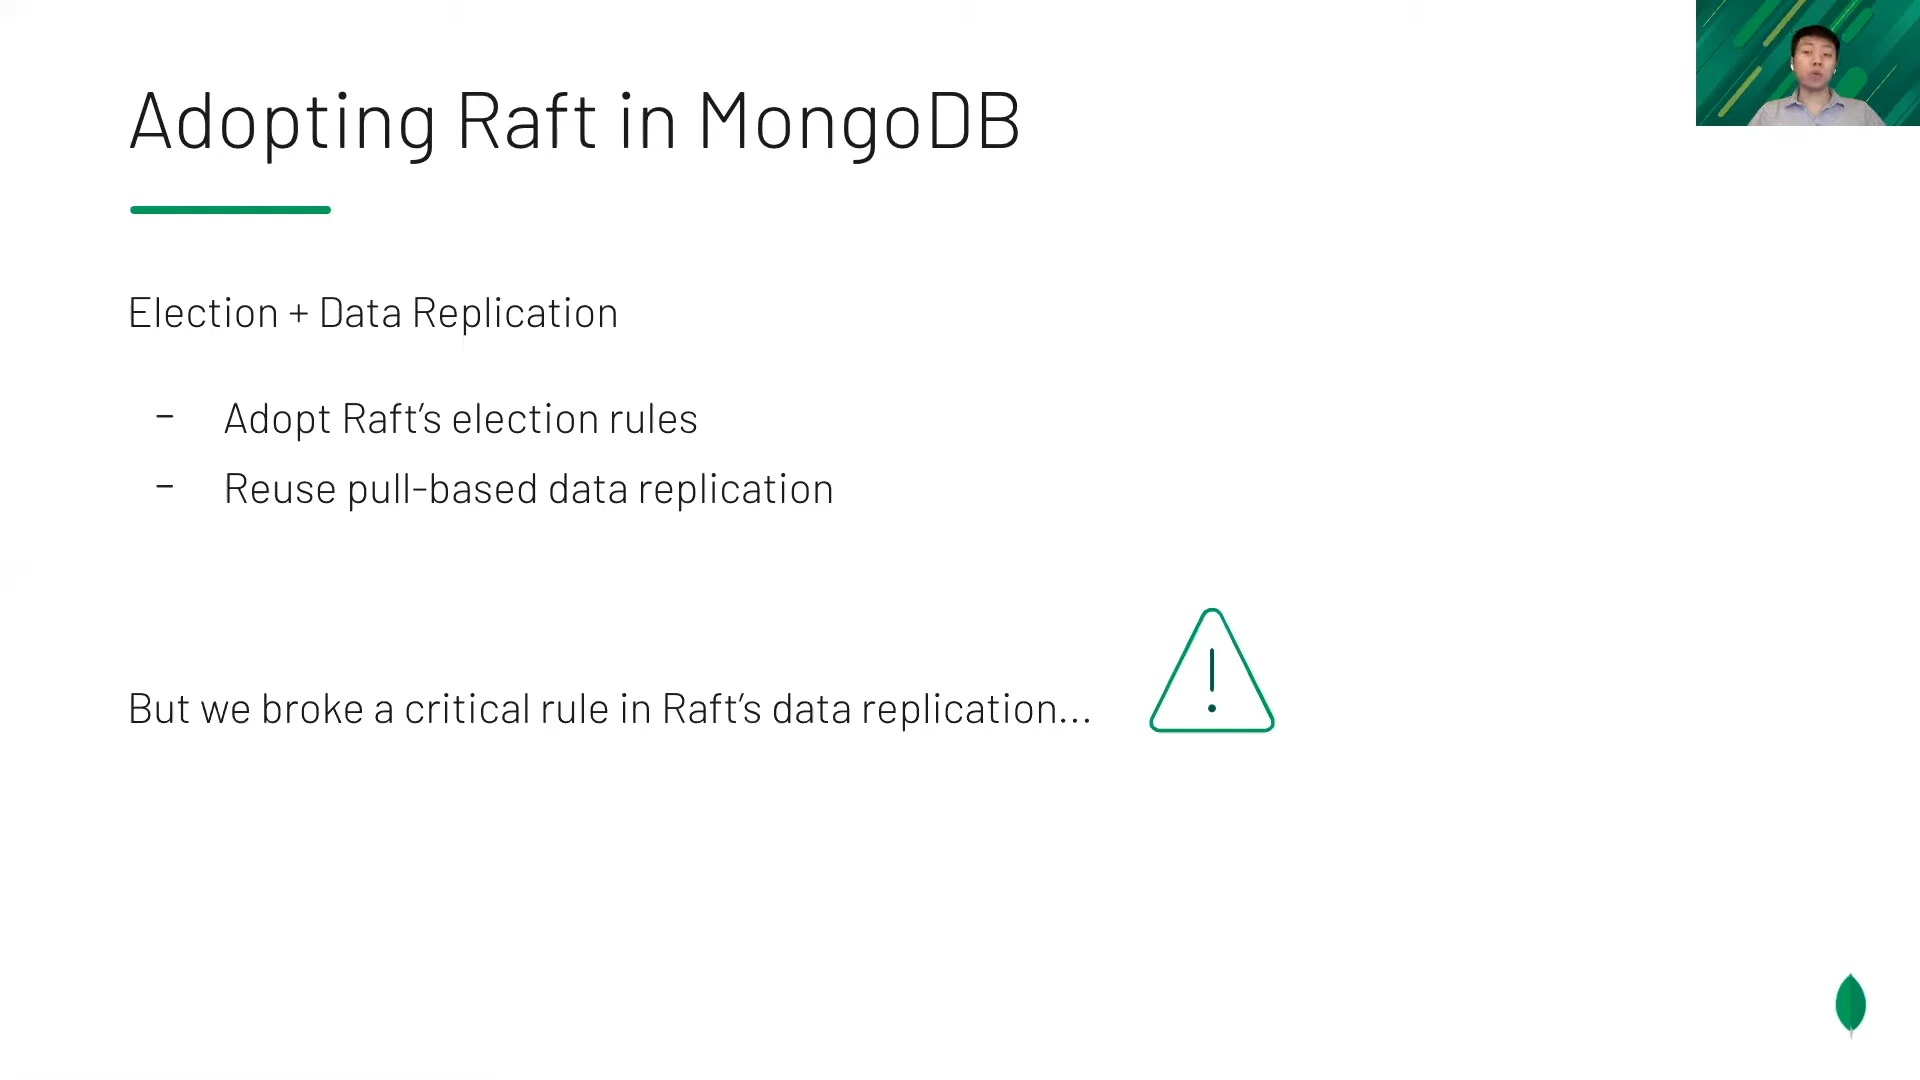 Adopting Raft in MongoDB
Election + Data Replication
- Adopt Raft’s election rules
- Reuse pull-based data replication
But we broke a critical rule in Raft’s data replication...